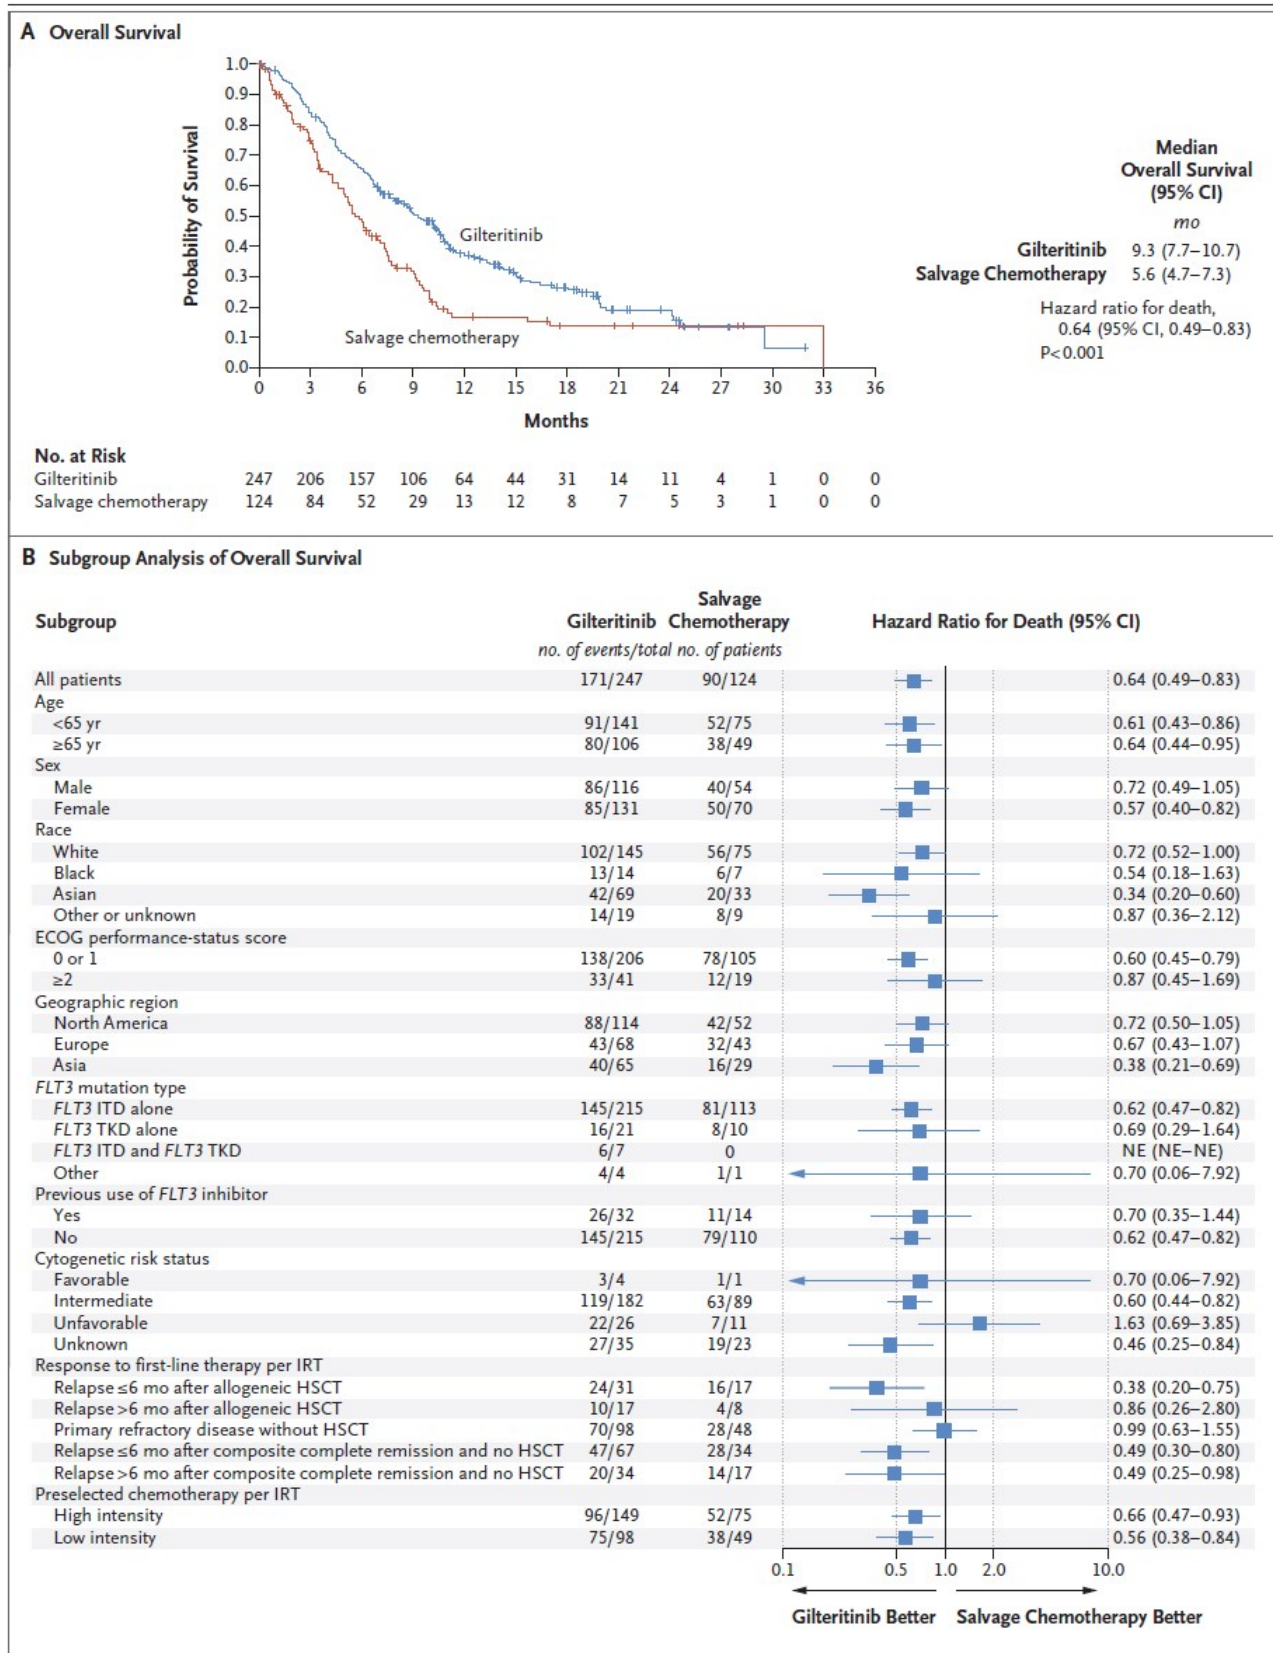 A Overall Survival
1.0
0.9
0.8
0.7
0.6
0.5
0.4
0.3
0.2
0.1
0.0
Probability of Survival
Gilteritinib
Salvage chemotherapy
0 3 6 9 12 15 18 21 24 27 30 33 36
Months
Median
Overall Survival
(95% CI)
mo
Gilteritinib 9.3 (7.7–10.7)
Salvage Chemotherapy 5.6 (4.7–7.3)
Hazard ratio for death,
0.64 (95% CI, 0.49–0.83)
P<0.001
No. at Risk
Gilteritinib 247 206 157 106 64 44 31 14 11 4 1 0 0
Salvage chemotherapy 124 84 52 29 13 12 8 7 5 3 1 0 0
B Subgroup Analysis of Overall Survival
Subgroup Gilteritinib Salvage Chemotherapy Hazard Ratio for Death (95% CI)
no. of events/total no. of patients
All patients 171/247 90/124 0.64 (0.49–0.83)
Age
<65 yr 91/141 52/75 0.61 (0.43–0.86)
≥65 yr 80/106 38/49 0.64 (0.44–0.95)
Sex
Male 86/116 40/54 0.72 (0.49–1.05)
Female 85/131 50/70 0.57 (0.40–0.82)
Race
White 102/145 56/75 0.72 (0.52–1.00)
Black 13/14 6/7 0.54 (0.18–1.63)
Asian 42/69 20/33 0.34 (0.20–0.60)
Other or unknown 14/19 8/9 0.87 (0.36–2.12)
ECOG performance-status score
0 or 1 138/206 78/105 0.60 (0.45–0.79)
≥2 33/41 12/19 0.87 (0.45–1.69)
Geographic region
North America 88/114 42/52 0.72 (0.50–1.05)
Europe 43/68 32/43 0.67 (0.43–1.07)
Asia 40/65 16/29 0.38 (0.21–0.69)
FLT3 mutation type
FLT3 ITD alone 145/215 81/113 0.62 (0.47–0.82)
FLT3 TKD alone 16/21 8/10 0.69 (0.29–1.64)
FLT3 ITD and FLT3 TKD 6/7 0 NE (NE–NE)
Other 4/4 1/1 0.70 (0.06–7.92)
Previous use of FLT3 inhibitor
Yes 26/32 11/14 0.70 (0.35–1.44)
No 145/215 79/110 0.62 (0.47–0.82)
Cytogenetic risk status
Favorable 3/4 1/1 0.70 (0.06–7.92)
Intermediate 119/182 63/89 0.60 (0.44–0.82)
Unfavorable 22/26 7/11 1.63 (0.69–3.85)
Unknown 27/35 19/23 0.46 (0.25–0.84)
Response to first-line therapy per IRT
Relapse ≤6 mo after allogeneic HSCT 24/31 16/17 0.38 (0.20–0.75)
Relapse >6 mo after allogeneic HSCT 10/17 4/8 0.86 (0.26–2.80)
Primary refractory disease without HSCT 70/98 28/48 0.99 (0.63–1.55)
Relapse ≤6 mo after composite complete remission and no HSCT 47/67 28/34 0.49 (0.30–0.80)
Relapse >6 mo after composite complete remission and no HSCT 20/34 14/17 0.49 (0.25–0.98)
Preselected chemotherapy per IRT
High intensity 96/149 52/75 0.66 (0.47–0.93)
Low intensity 75/98 38/49 0.56 (0.38–0.84)
0.1 0.5 1.0 2.0 10.0
Gilteritinib Better Salvage Chemotherapy Better